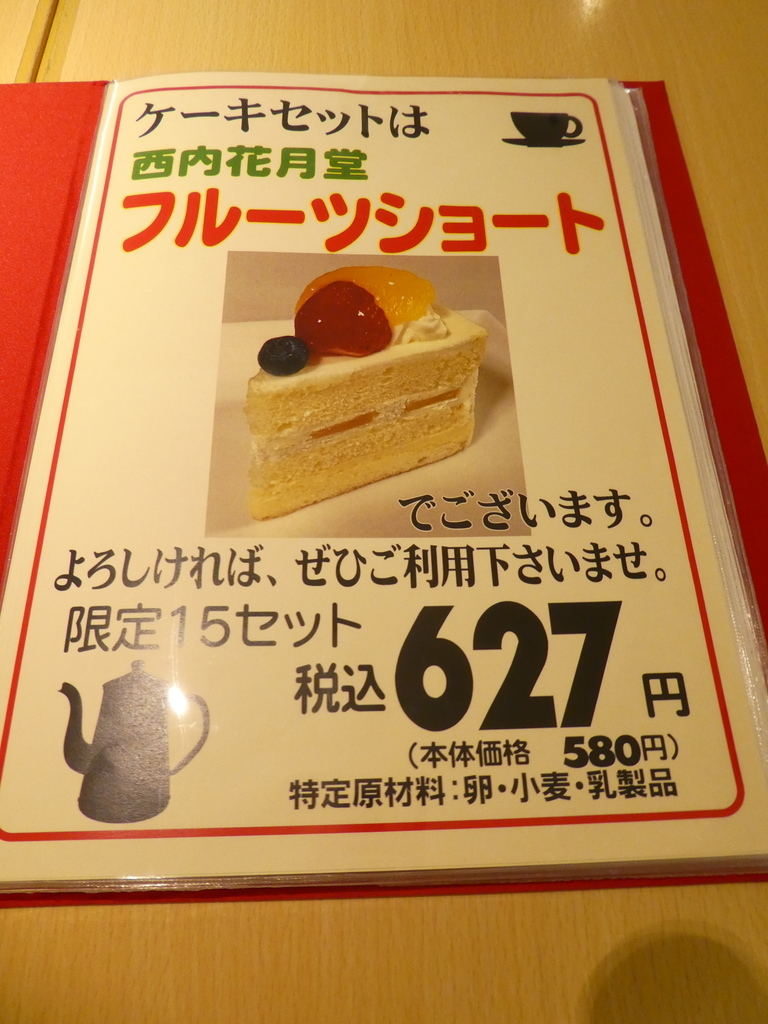 ケーキセットは
西内花月堂
フルーツショート
でございます。
よろしければ、ぜひご利用下さいませ。
限定15セット
税込627円
(本体価格 580円)
特定原材料:卵・小麦・乳製品